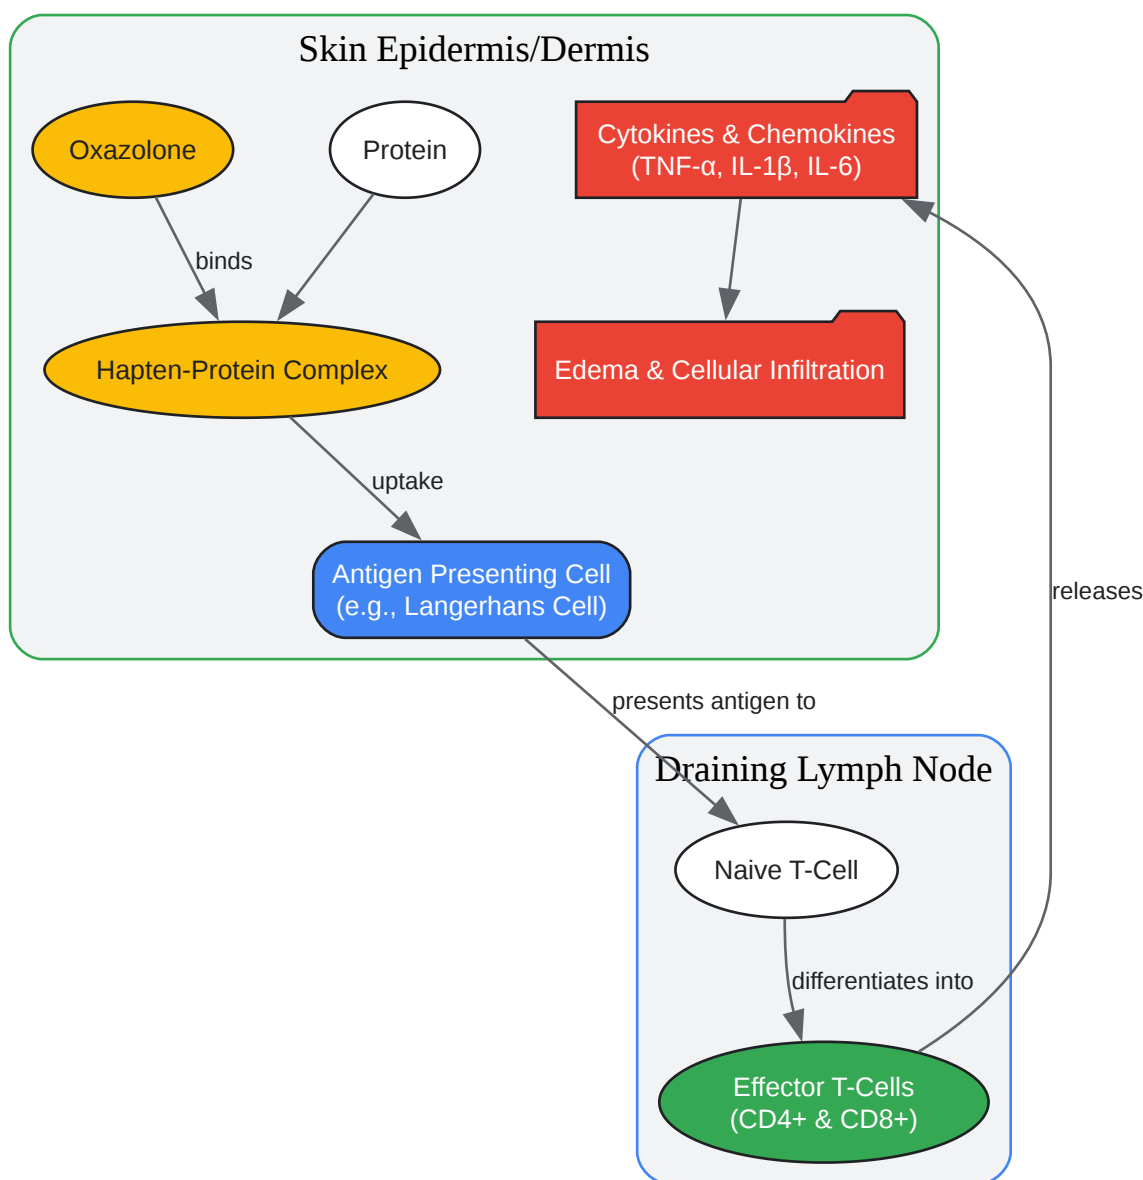 Skin Epidermis/Dermis
Oxazolone
Protein
Cytokines & Chemokines
(TNF-α, IL-1β, IL-6)
binds
Hapten-Protein Complex
Edema & Cellular Infiltration
uptake
Antigen Presenting Cell
(e.g., Langerhans Cell)
releases
presents antigen to
Draining Lymph Node
Naive T-Cell
differentiates into
Effector T-Cells
(CD4+ & CD8+)